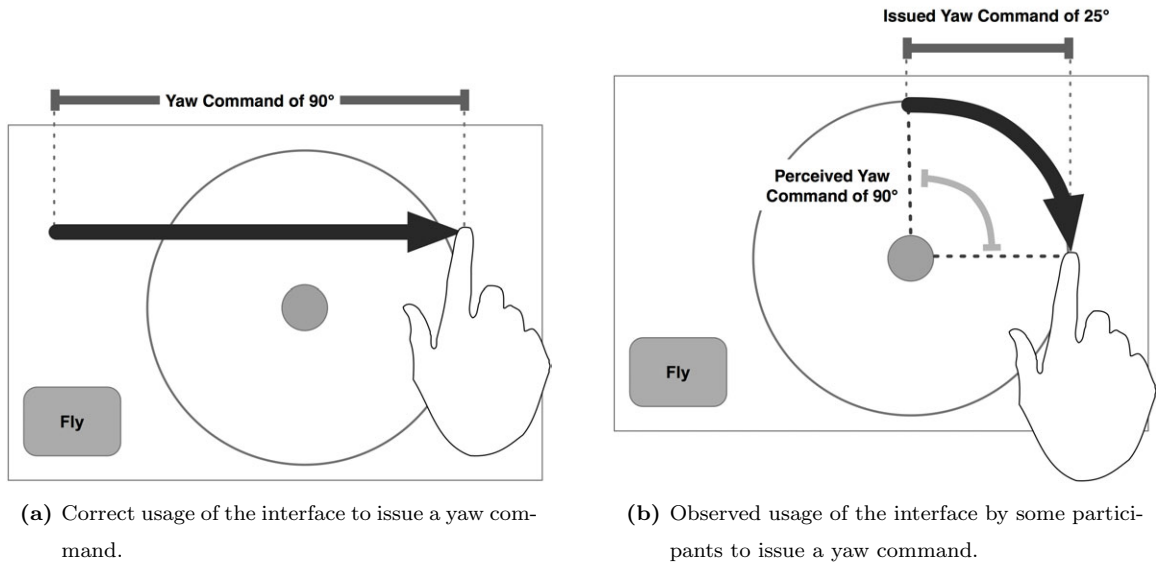 Yaw Command of 90°
Fly
(a) Correct usage of the interface to issue a yaw com-
mand.
Issued Yaw Command of 25°
Perceived Yaw
Command of 90°
Fly
(b) Observed usage of the interface by some partici-
pants to issue a yaw command.